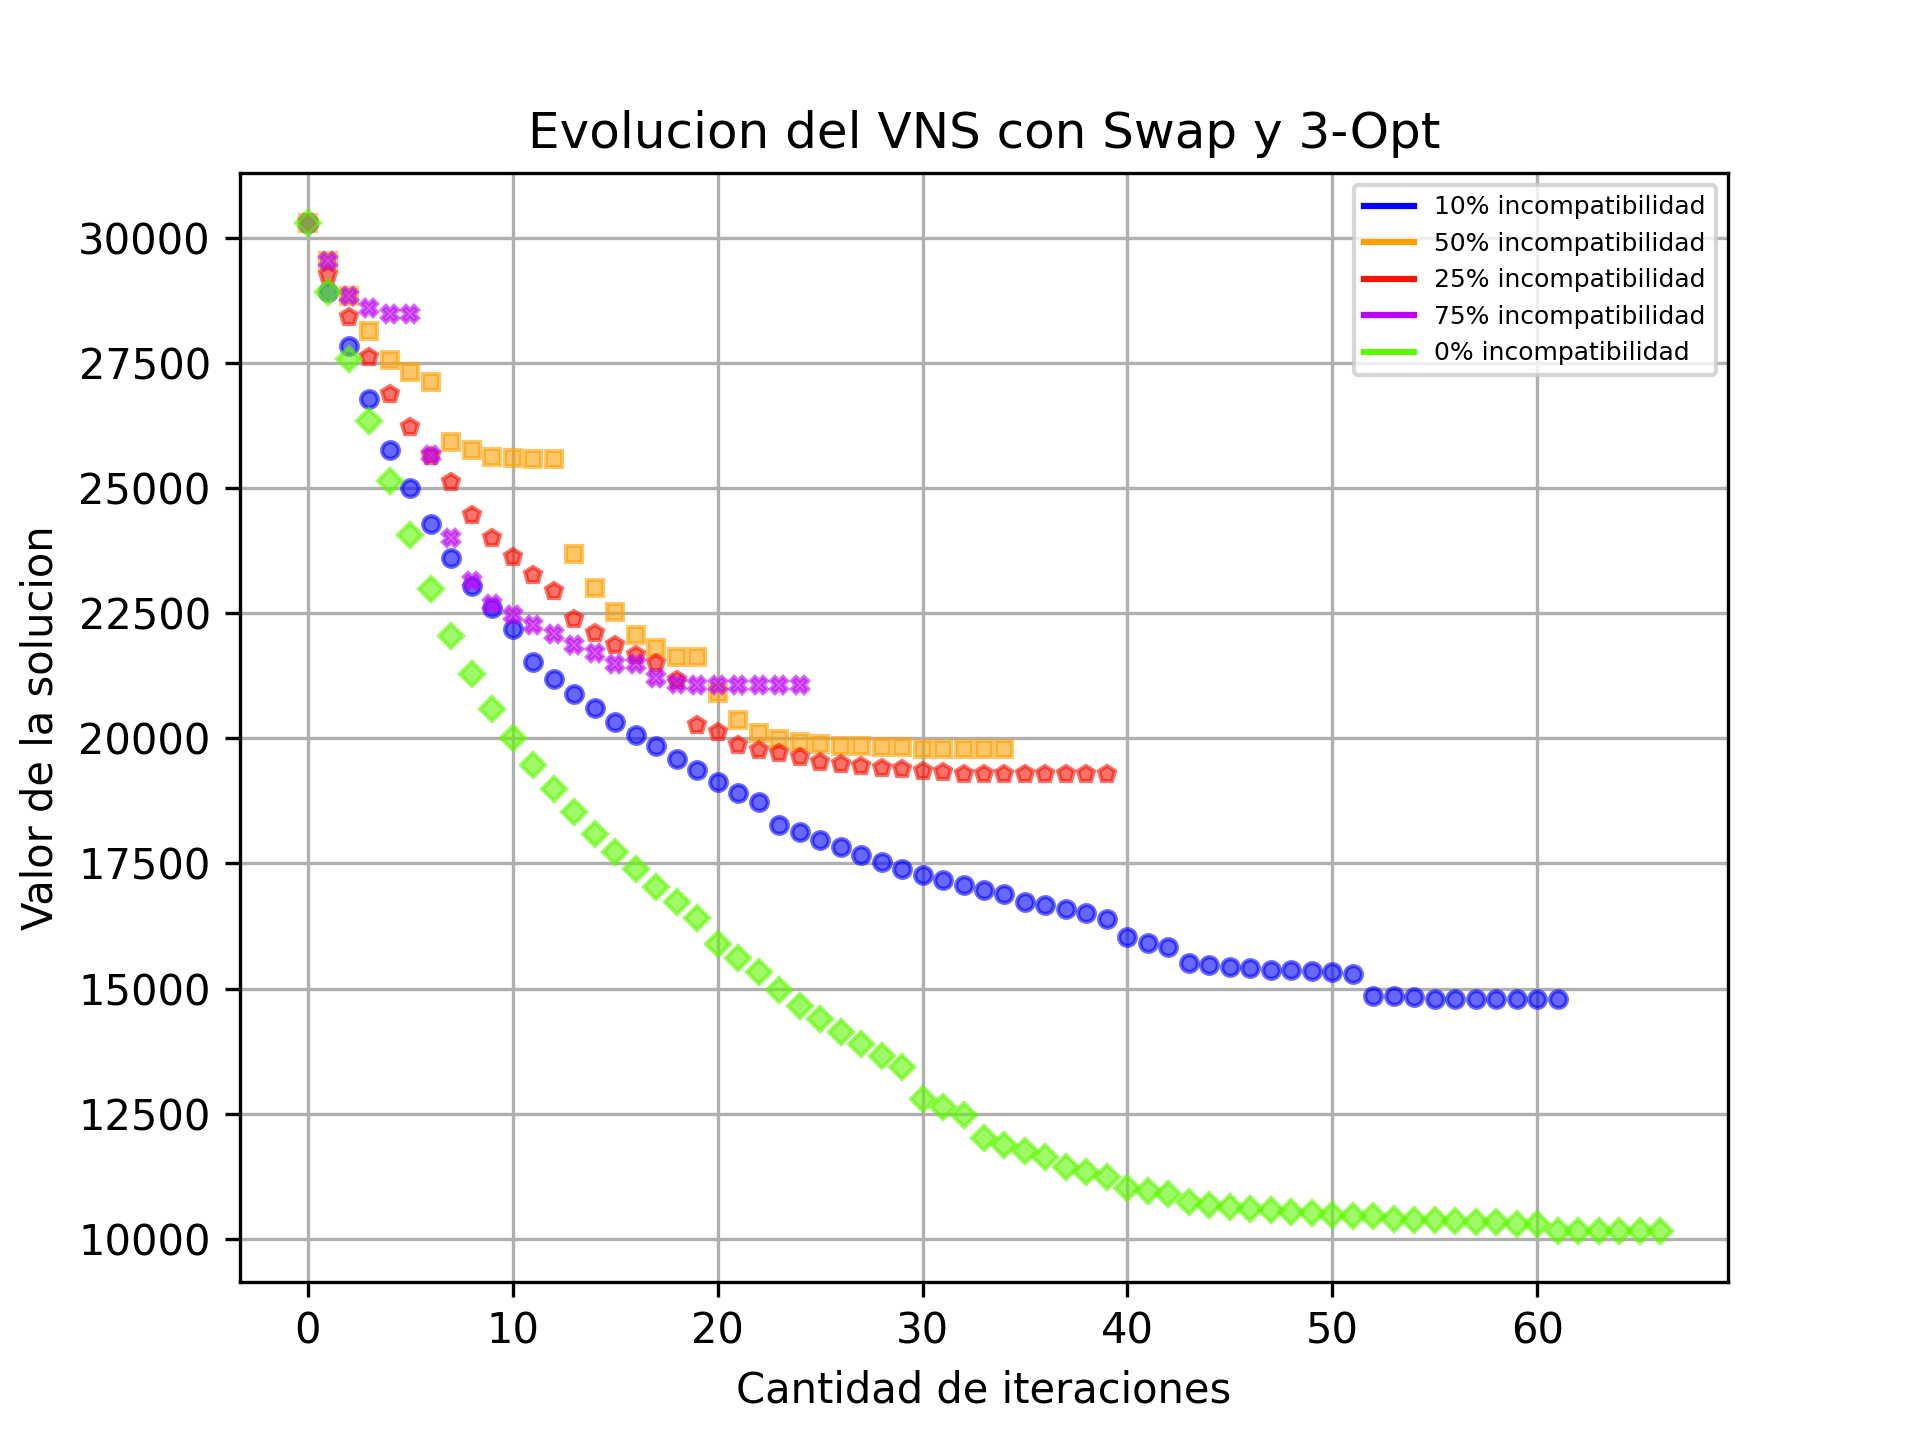 Evolucion del VNS con Swap y 3-Opt
10% incompatibilidad
50% incompatibilidad
25% incompatibilidad
75% incompatibilidad
0% incompatibilidad
Valor de la solucion
30000
27500
25000
22500
20000
17500
15000
12500
10000
0 10 20 30 40 50 60
Cantidad de iteraciones